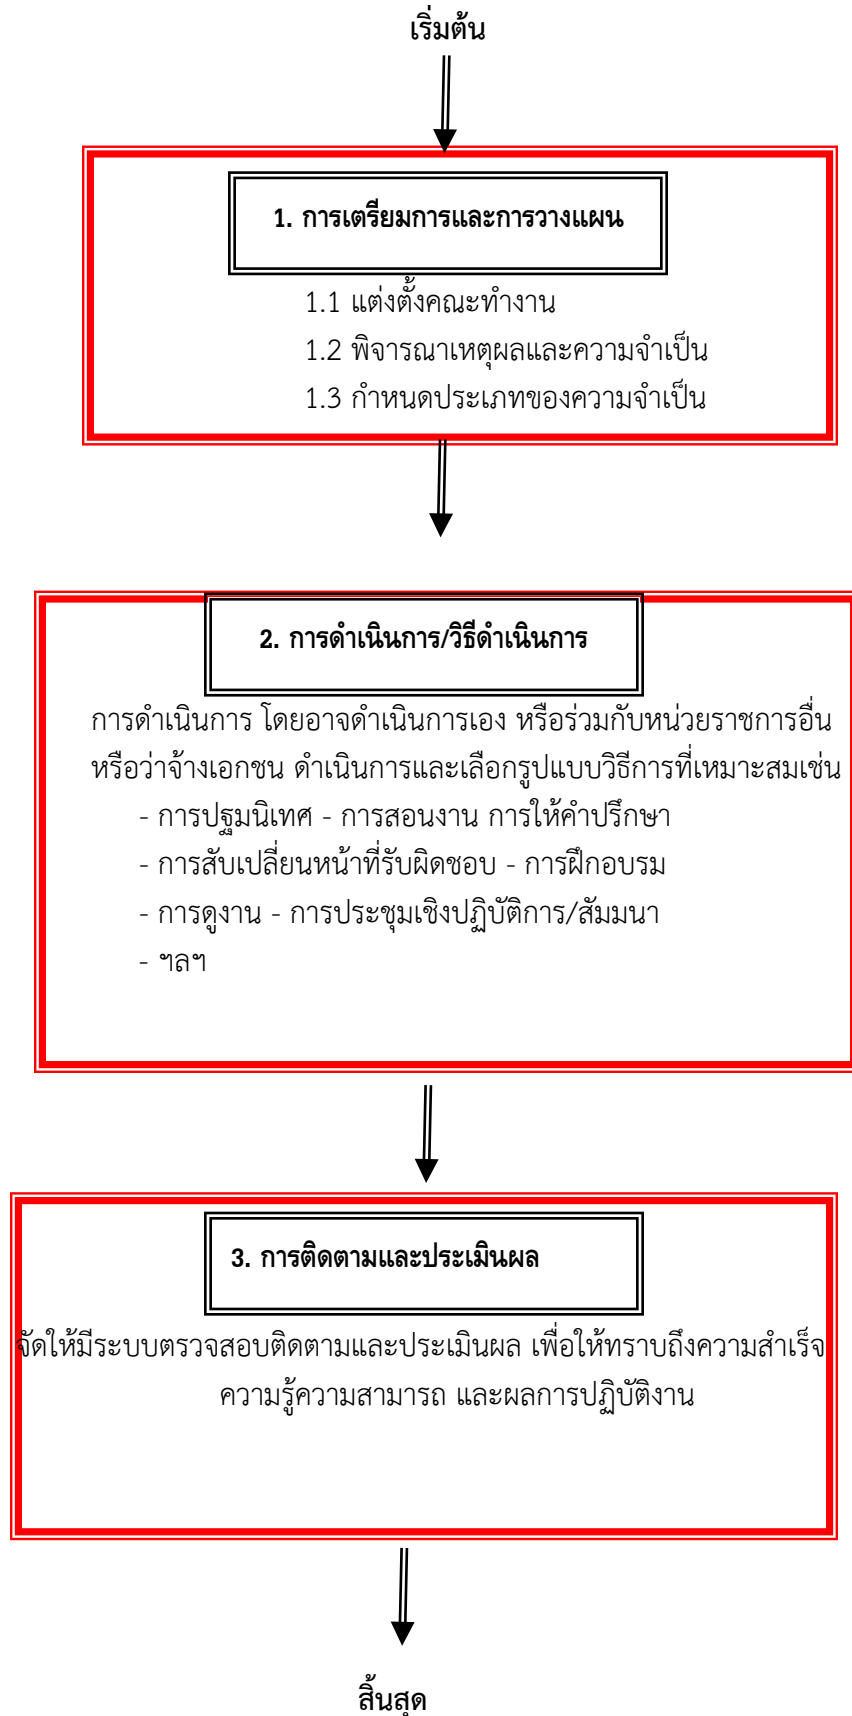 เริ่มต้น
1. การเตรียมการและการวางแผน
1.1 แต่งตั้งคณะทำงาน
1.2 พิจารณาเหตุผลและความจำเป็น
1.3 กำหนดประเภทของความจำเป็น
2. การดำเนินการ/วิธีดำเนินการ
การดำเนินการ โดยอาจดำเนินการเอง หรือร่วมกับหน่วยราชการอื่น
หรือว่าจ้างเอกชน ดำเนินการและเลือกรูปแบบวิธีการที่เหมาะสมเช่น
- การปฐมนิเทศ - การสอนงาน การให้คำปรึกษา
- การสับเปลี่ยนหน้าที่รับผิดชอบ - การฝึกอบรม
- การดูงาน - การประชุมเชิงปฏิบัติการ/สัมมนา
- ฯลฯ
3. การติดตามและประเมินผล
จัดให้มีระบบตรวจสอบติดตามและประเมินผล เพื่อให้ทราบถึงความสำเร็จ
ความรู้ความสามารถ และผลการปฏิบัติงาน
สิ้นสุด